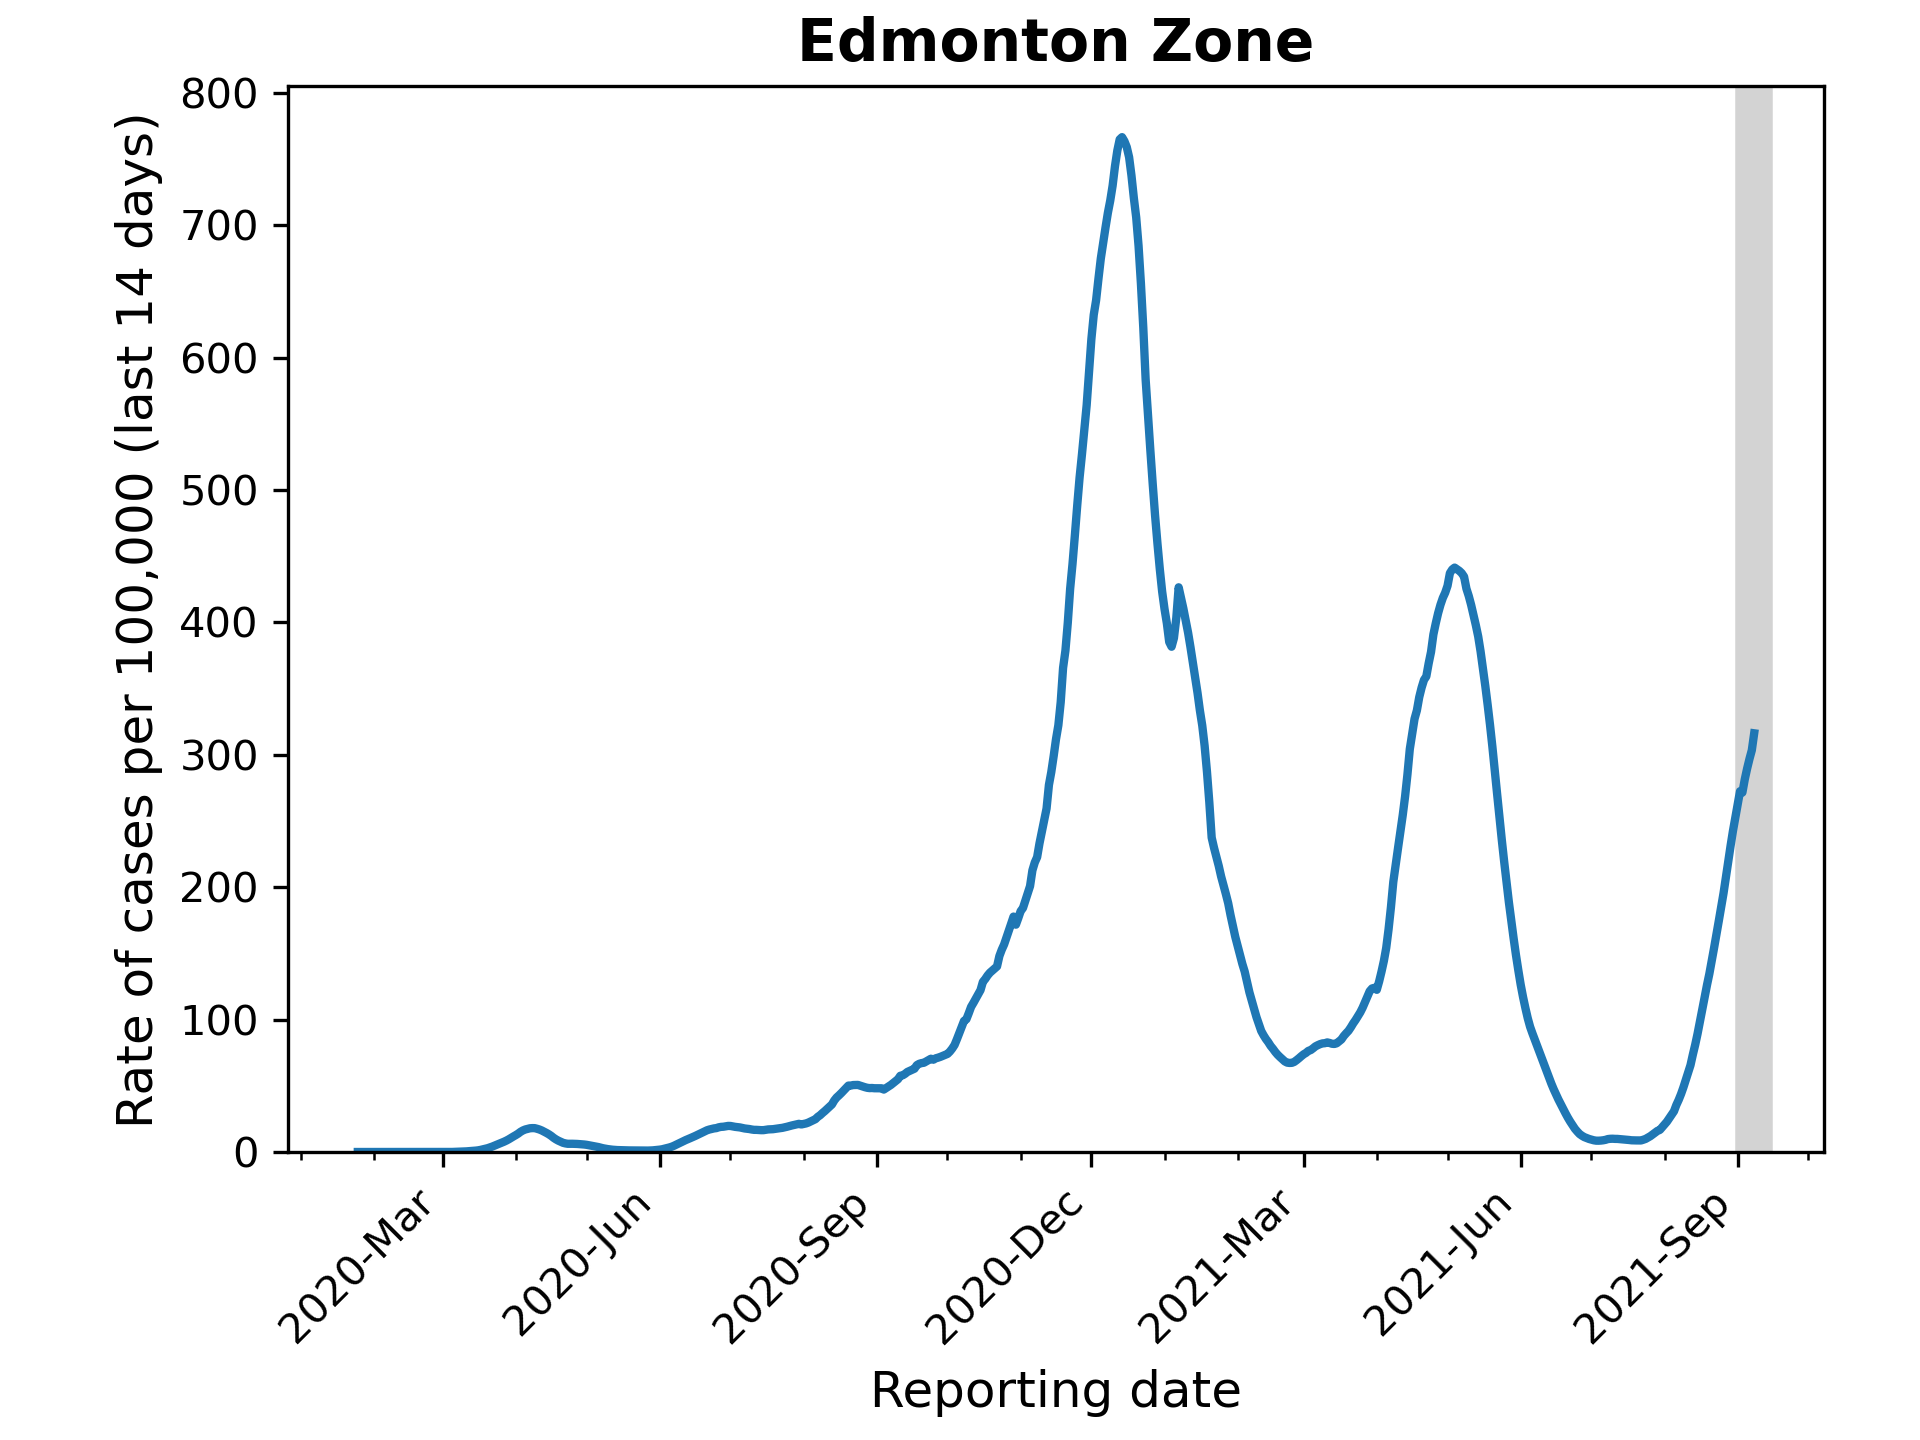 Edmonton Zone
Rate of cases per 100,000 (last 14 days)
800
700
600
500
400
300
200
100
0
2020-Mar
2020-Jun
2020-Sep
2020-Dec
2021-Mar
2021-Jun
2021-Sep
Reporting date